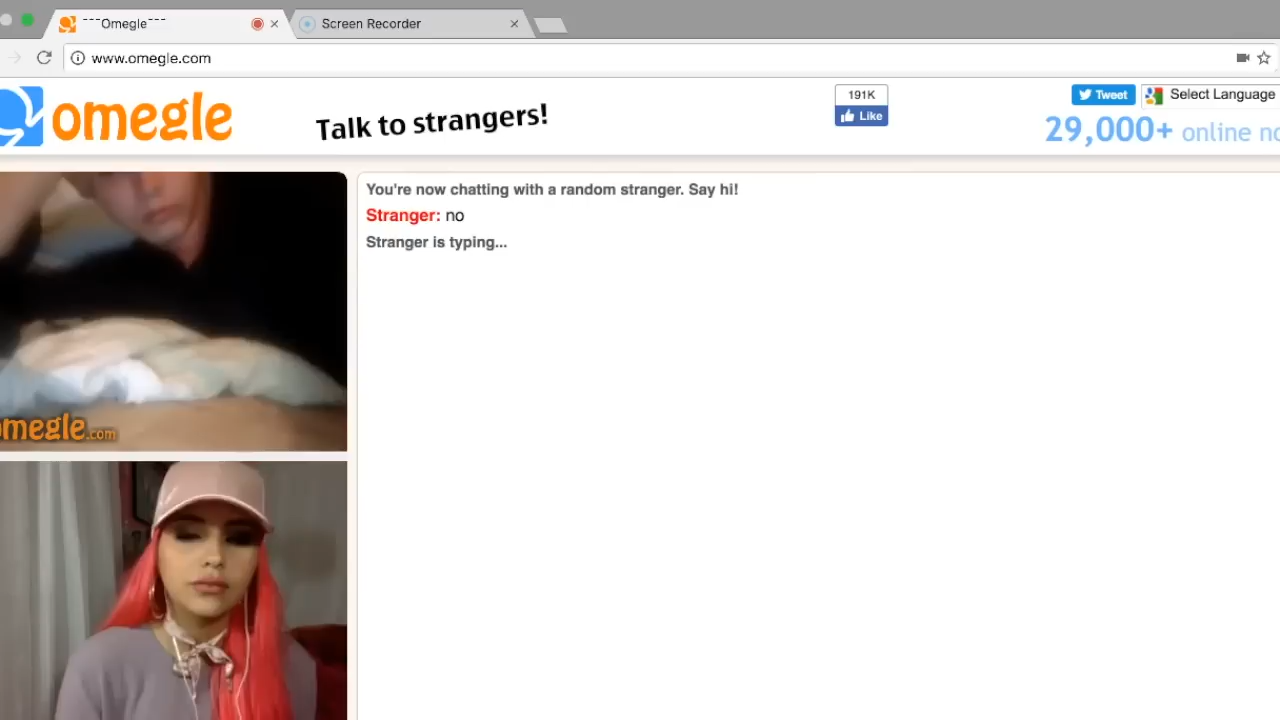 ---Omegle---
Screen Recorder
www.omegle.com
omegle
Talk to strangers!
191K
Like
Tweet
Select Language
29,000+ online no
You're now chatting with a random stranger. Say hi!
Stranger: no
Stranger is typing...
omegle.com